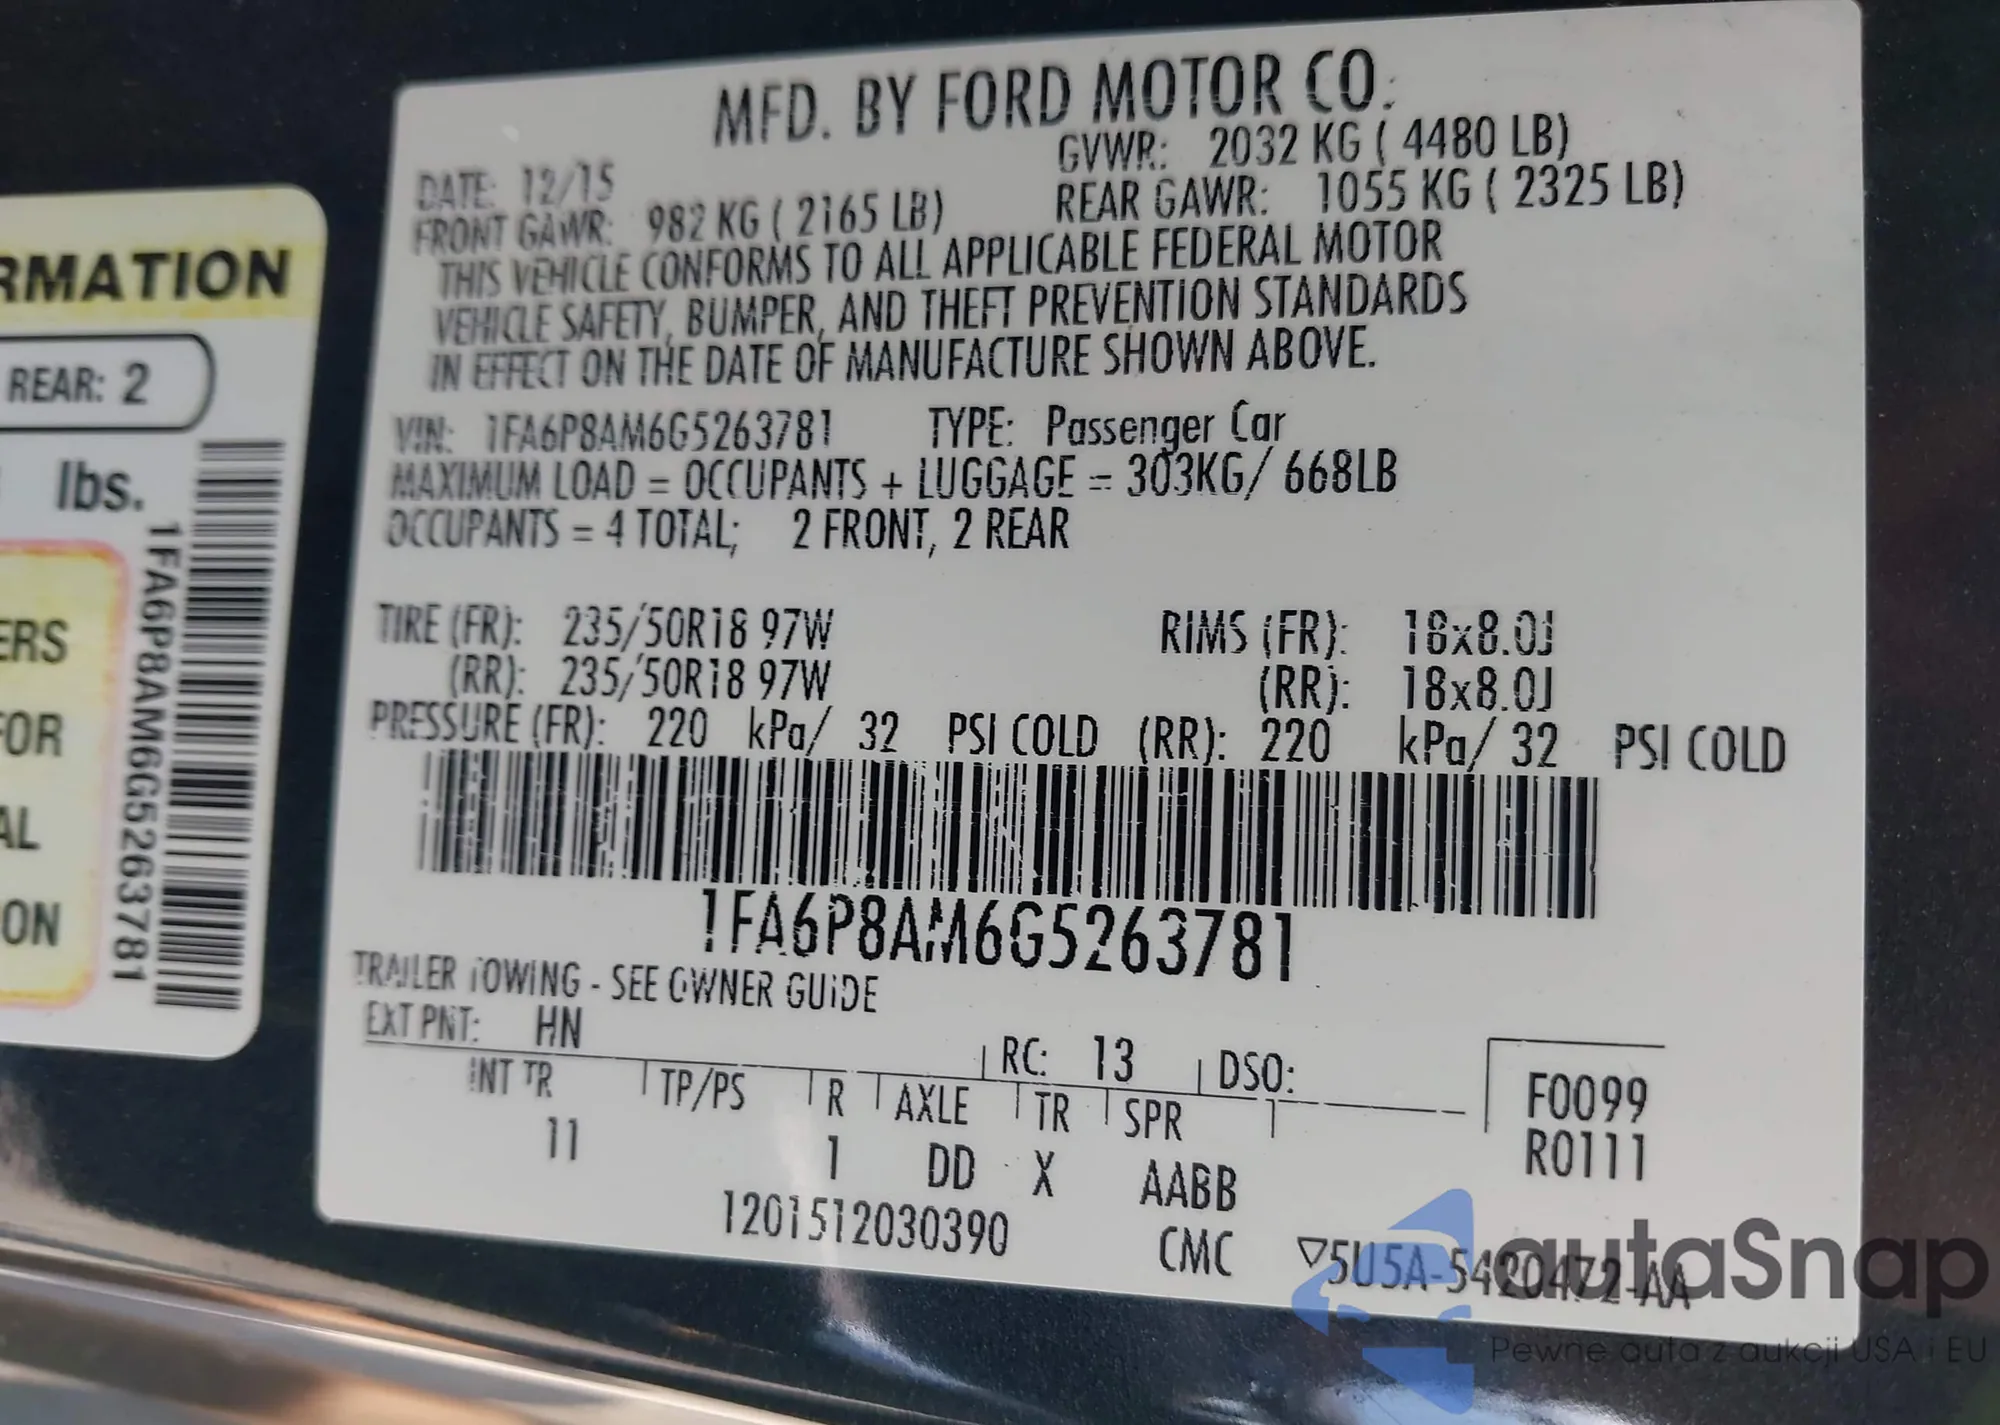 MFD. BY FORD MOTOR CO.
DATE: 12/15 GVWR: 2032 KG ( 4480 LB)
FRONT GAWR: 982 KG ( 2165 LB) REAR GAWR: 1055 KG ( 2325 LB)
THIS VEHICLE CONFORMS TO ALL APPLICABLE FEDERAL MOTOR
VEHICLE SAFETY, BUMPER, AND THEFT PREVENTION STANDARDS
IN EFFECT ON THE DATE OF MANUFACTURE SHOWN ABOVE.
VIN: 1FA6P8AM6G5263781 TYPE: Passenger Car
MAXIMUM LOAD = OCCUPANTS + LUGGAGE = 303KG/ 668LB
OCCUPANTS = 4 TOTAL; 2 FRONT, 2 REAR
TIRE (FR): 235/50R18 97W RIMS (FR): 18x8.0J
(RR): 235/50R18 97W (RR): 18x8.0J
PRESSURE (FR): 220 kPa/ 32 PSI COLD (RR): 220 kPa/ 32 PSI COLD
1FA6P8AM6G5263781
TRAILER TOWING - SEE OWNER GUIDE
EXT PNT: HN RC: 13 DSO:
INT TR TP/PS R AXLE TR SPR
11 1 DD X AABB
F0099
R0111
1201512030390 CMC ▽5U5A-5420472-AA
RMATION
REAR: 2
lbs.
1FA6P8AM6G5263781
ERS
FOR
AL
ON
autaSnap
Pewne auta z aukcji USA i EU